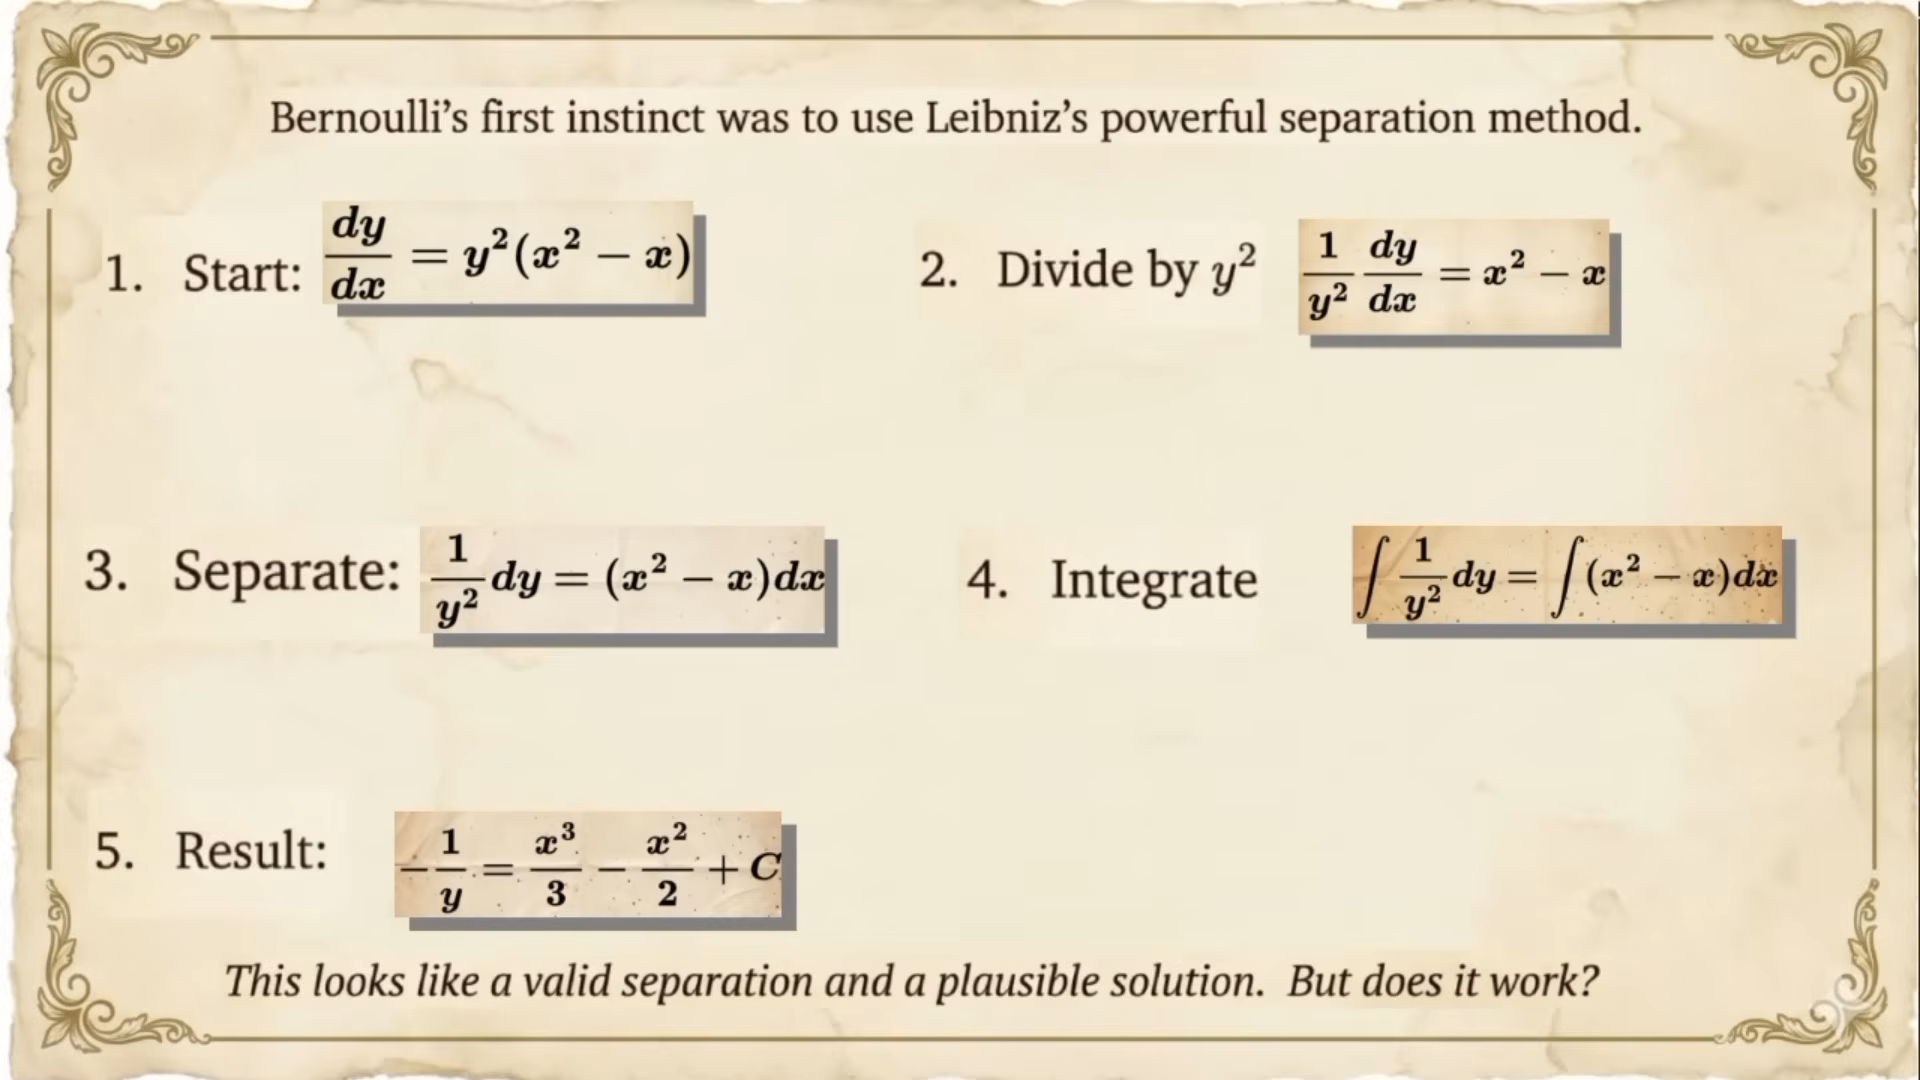 Bernoulli’s first instinct was to use Leibniz’s powerful separation method.
1. Start: dy/dx = y²(x² − x)
2. Divide by y² 1/y² dy/dx = x² − x
3. Separate: 1/y² dy = (x² − x)dx
4. Integrate ∫ 1/y² dy = ∫(x² − x)dx
5. Result: −1/y = x³/3 − x²/2 + C
This looks like a valid separation and a plausible solution. But does it work?